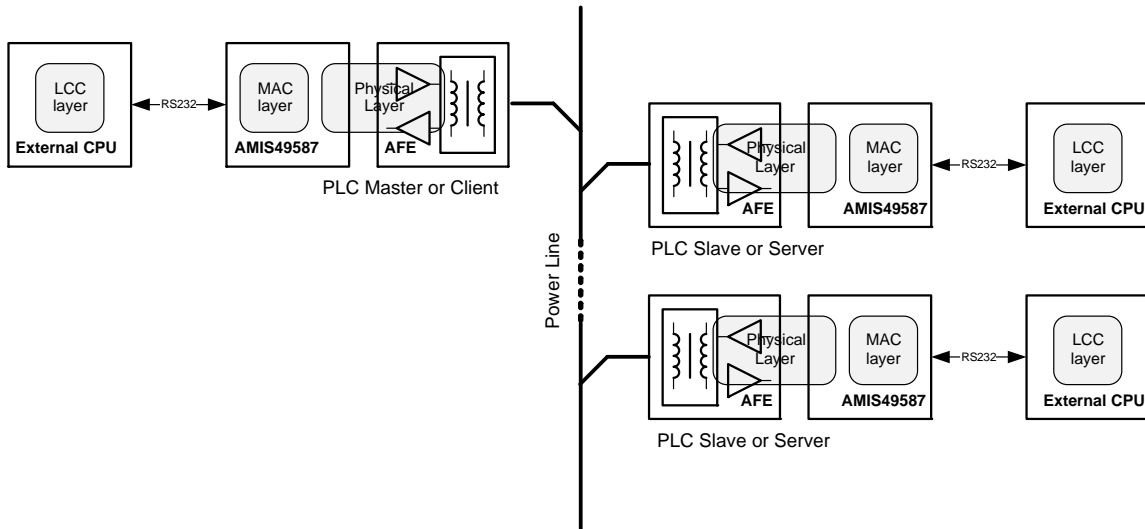 LCC
layer
External CPU
RS232
MAC
layer
AMIS49587
Physical
Layer
AFE
PLC Master or Client
Power Line
Physical
Layer
AFE
MAC
layer
AMIS49587
RS232
LCC
layer
External CPU
PLC Slave or Server
Physical
Layer
AFE
MAC
layer
AMIS49587
RS232
LCC
layer
External CPU
PLC Slave or Server